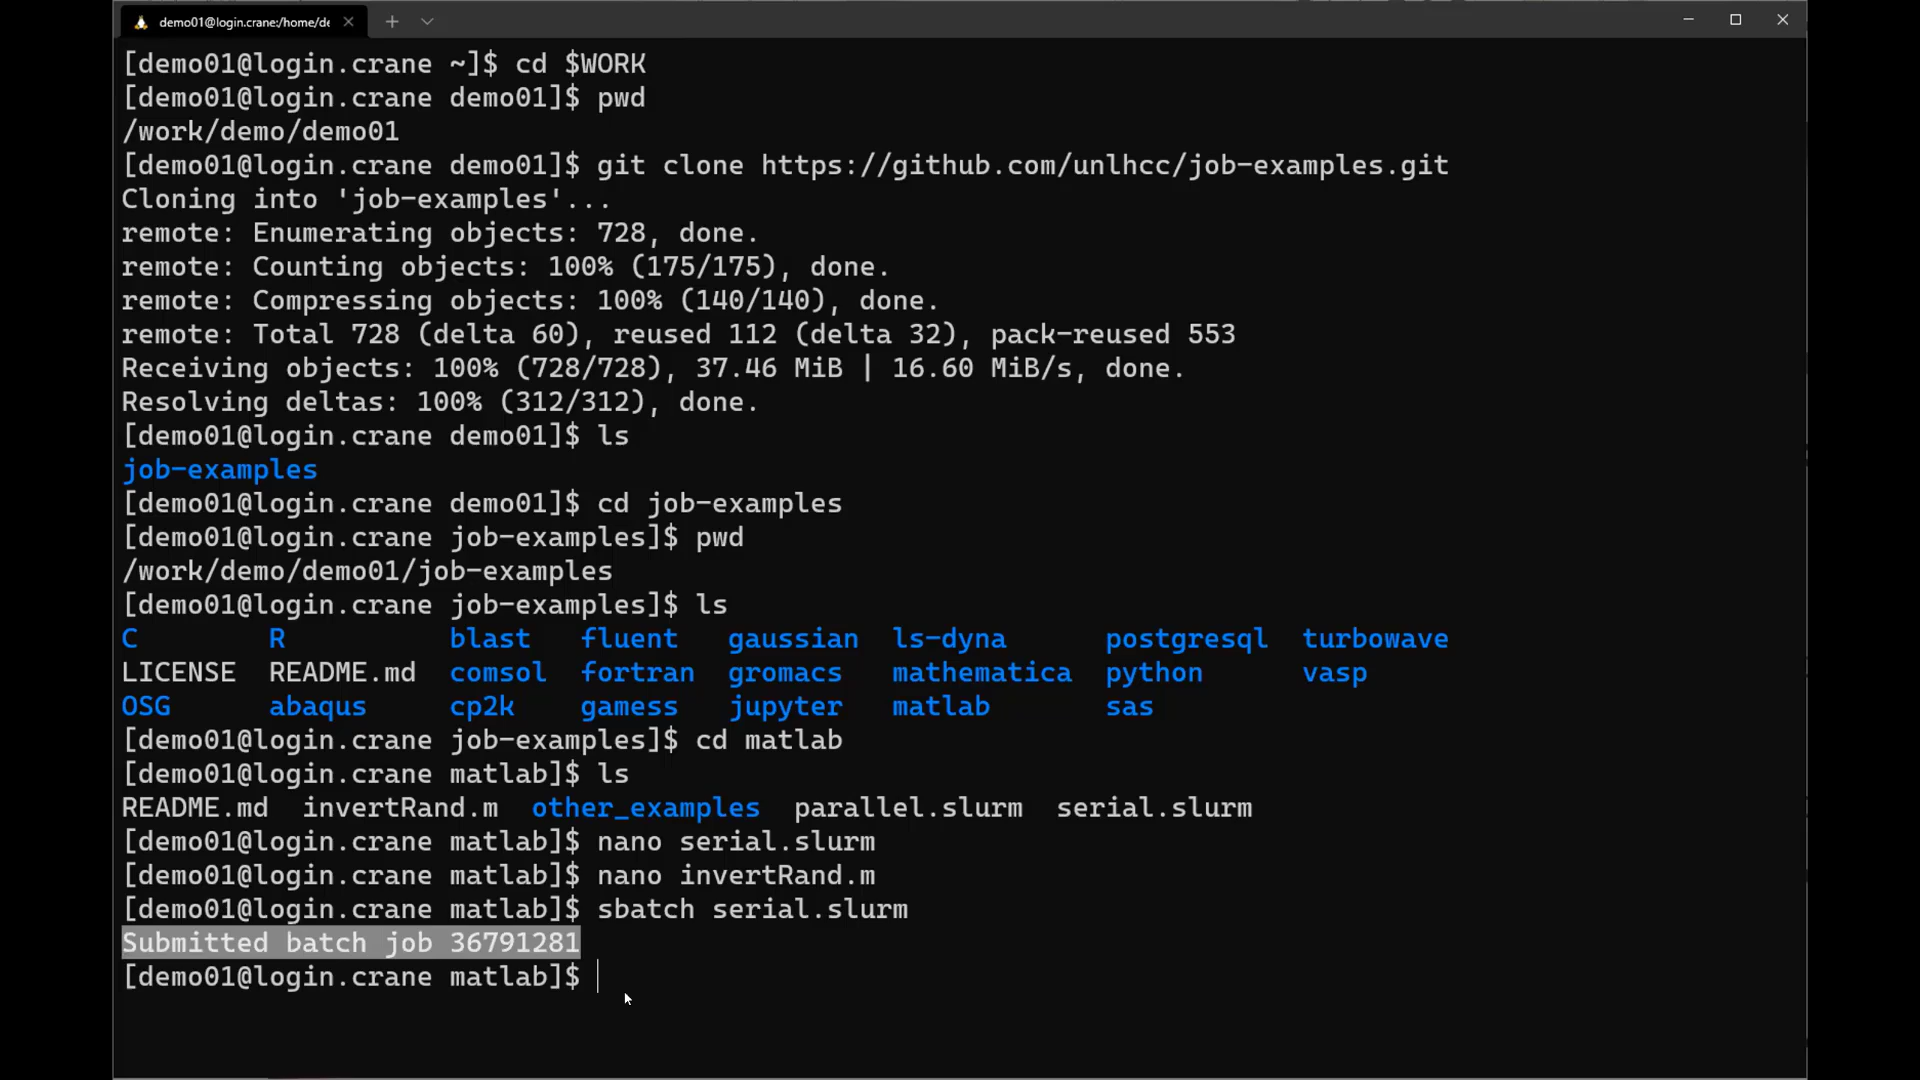 demo01@login.crane:/home/de
[demo01@login.crane ~]$ cd $WORK
[demo01@login.crane demo01]$ pwd
/work/demo/demo01
[demo01@login.crane demo01]$ git clone https://github.com/unlhcc/job-examples.git
Cloning into 'job-examples'...
remote: Enumerating objects: 728, done.
remote: Counting objects: 100% (175/175), done.
remote: Compressing objects: 100% (140/140), done.
remote: Total 728 (delta 60), reused 112 (delta 32), pack-reused 553
Receiving objects: 100% (728/728), 37.46 MiB | 16.60 MiB/s, done.
Resolving deltas: 100% (312/312), done.
[demo01@login.crane demo01]$ ls
job-examples
[demo01@login.crane demo01]$ cd job-examples
[demo01@login.crane job-examples]$ pwd
/work/demo/demo01/job-examples
[demo01@login.crane job-examples]$ ls
C R blast fluent gaussian ls-dyna postgresql turbowave
LICENSE README.md comsol fortran gromacs mathematica python vasp
OSG abaqus cp2k gamess jupyter matlab sas
[demo01@login.crane job-examples]$ cd matlab
[demo01@login.crane matlab]$ ls
README.md invertRand.m other_examples parallel.slurm serial.slurm
[demo01@login.crane matlab]$ nano serial.slurm
[demo01@login.crane matlab]$ nano invertRand.m
[demo01@login.crane matlab]$ sbatch serial.slurm
Submitted batch job 36791281
[demo01@login.crane matlab]$